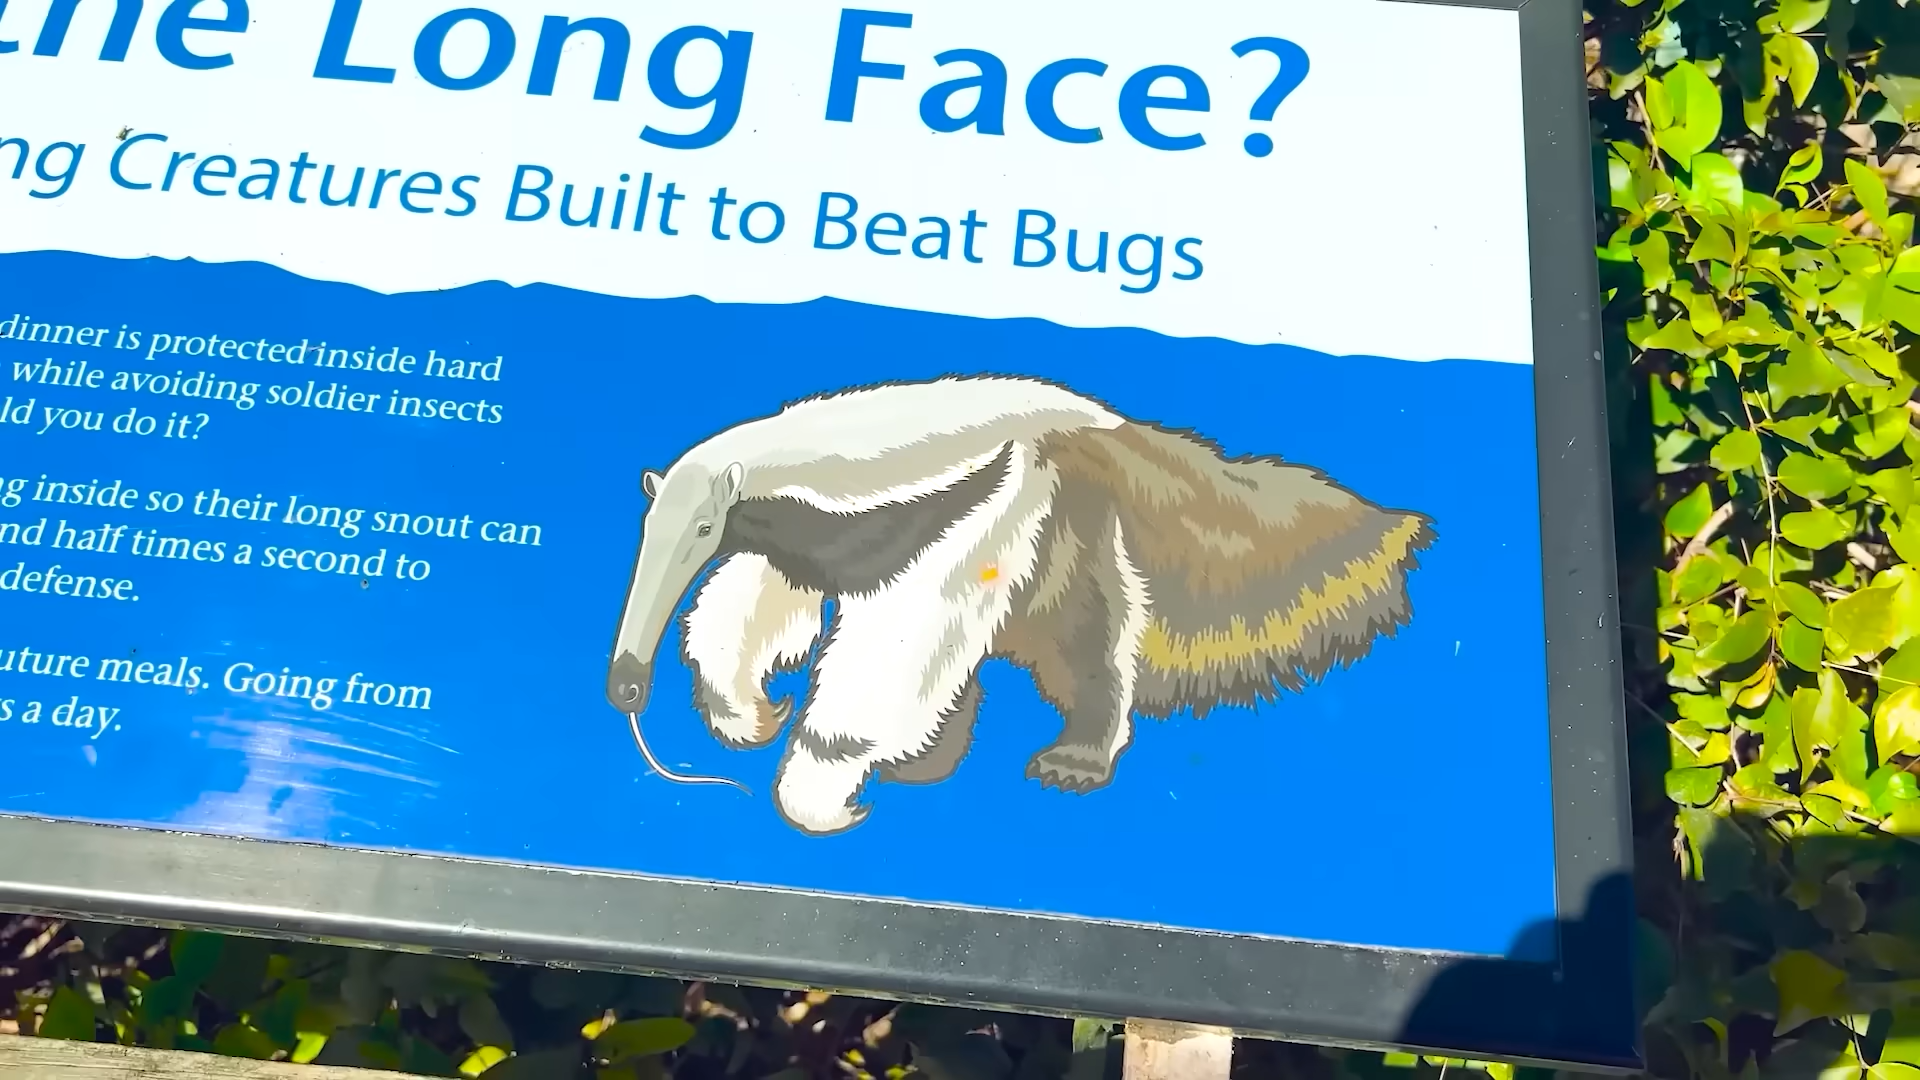 the Long Face?
ng Creatures Built to Beat Bugs
dinner is protected inside hard
while avoiding soldier insects
ld you do it?
ng inside so their long snout can
nd half times a second to
defense.
uture meals. Going from
s a day.